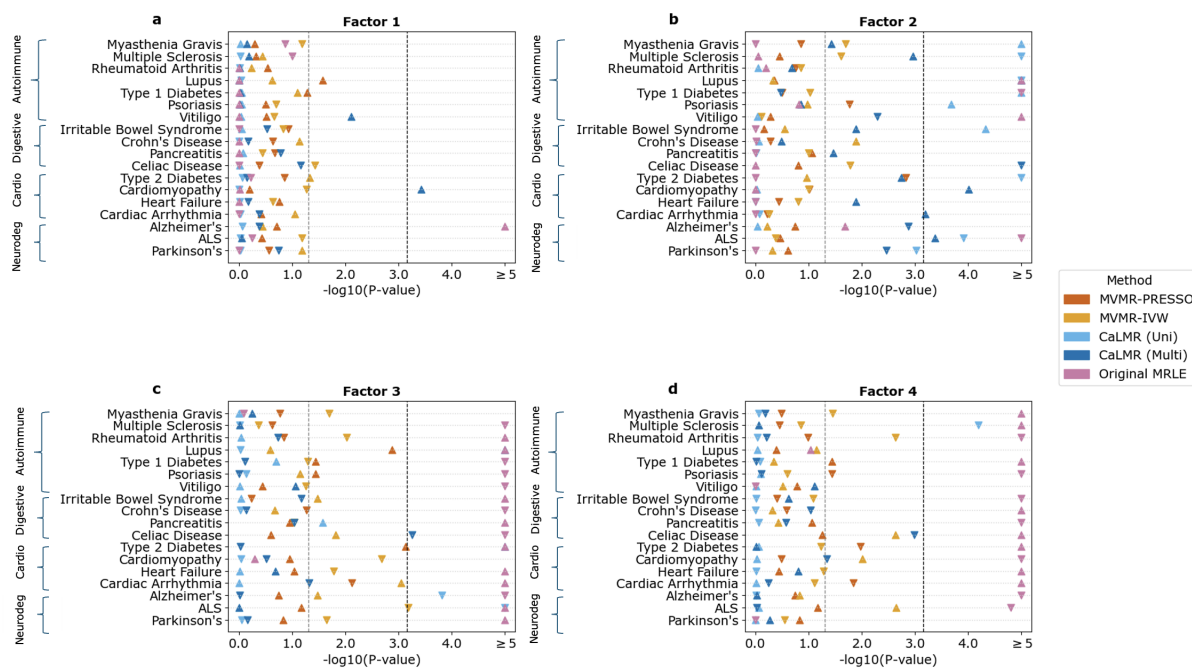 a Factor 1
Autoimmune
Myasthenia Gravis
Multiple Sclerosis
Rheumatoid Arthritis
Lupus
Type 1 Diabetes
Psoriasis
Vitiligo
Digestive
Irritable Bowel Syndrome
Crohn's Disease
Pancreatitis
Celiac Disease
Cardio
Type 2 Diabetes
Cardiomyopathy
Heart Failure
Cardiac Arrhythmia
Neurodeg
Alzheimer's
ALS
Parkinson's
0.0 1.0 2.0 3.0 4.0 ≥ 5
-log10(P-value)
b Factor 2
Autoimmune
Myasthenia Gravis
Multiple Sclerosis
Rheumatoid Arthritis
Lupus
Type 1 Diabetes
Psoriasis
Vitiligo
Digestive
Irritable Bowel Syndrome
Crohn's Disease
Pancreatitis
Celiac Disease
Cardio
Type 2 Diabetes
Cardiomyopathy
Heart Failure
Cardiac Arrhythmia
Neurodeg
Alzheimer's
ALS
Parkinson's
0.0 1.0 2.0 3.0 4.0 ≥ 5
-log10(P-value)
Method
MVMR-PRESSO
MVMR-IVW
CaLMR (Uni)
CaLMR (Multi)
Original MRLE
c Factor 3
Autoimmune
Myasthenia Gravis
Multiple Sclerosis
Rheumatoid Arthritis
Lupus
Type 1 Diabetes
Psoriasis
Vitiligo
Digestive
Irritable Bowel Syndrome
Crohn's Disease
Pancreatitis
Celiac Disease
Cardio
Type 2 Diabetes
Cardiomyopathy
Heart Failure
Cardiac Arrhythmia
Neurodeg
Alzheimer's
ALS
Parkinson's
0.0 1.0 2.0 3.0 4.0 ≥ 5
-log10(P-value)
d Factor 4
Autoimmune
Myasthenia Gravis
Multiple Sclerosis
Rheumatoid Arthritis
Lupus
Type 1 Diabetes
Psoriasis
Vitiligo
Digestive
Irritable Bowel Syndrome
Crohn's Disease
Pancreatitis
Celiac Disease
Cardio
Type 2 Diabetes
Cardiomyopathy
Heart Failure
Cardiac Arrhythmia
Neurodeg
Alzheimer's
ALS
Parkinson's
0.0 1.0 2.0 3.0 4.0 ≥ 5
-log10(P-value)